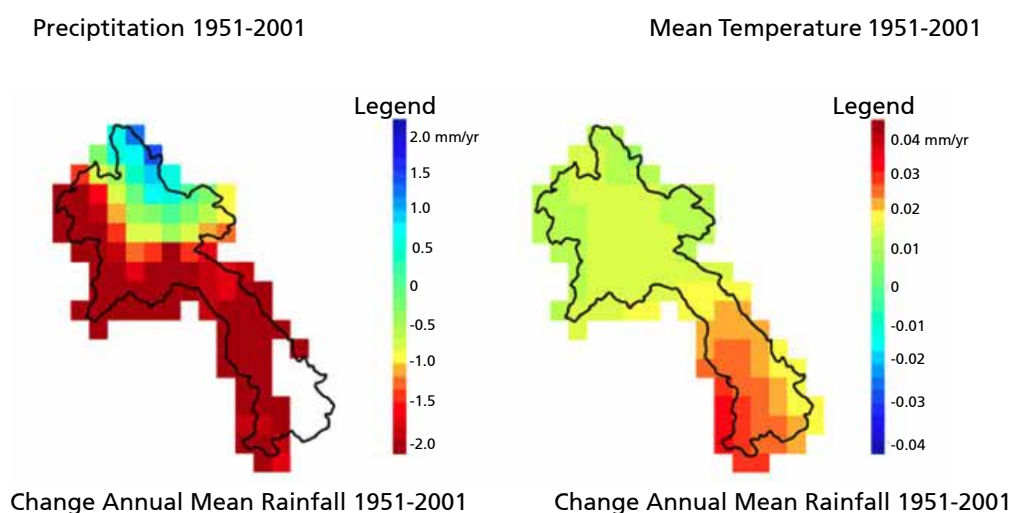 Preciptitation 1951-2001
Mean Temperature 1951-2001
Legend
2.0 mm/yr
1.5
1.0
0.5
0
-0.5
-1.0
-1.5
-2.0
Legend
0.04 mm/yr
0.03
0.02
0.01
0
-0.01
-0.02
-0.03
-0.04
Change Annual Mean Rainfall 1951-2001
Change Annual Mean Rainfall 1951-2001